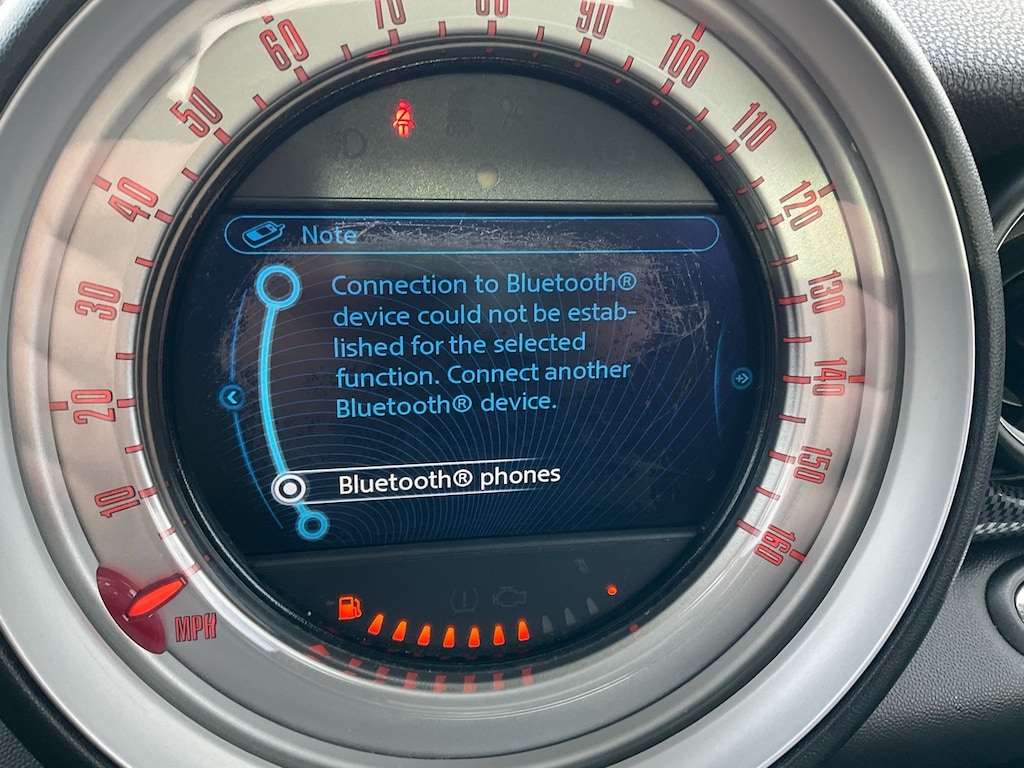 70
80
90
60
100
50
110
40
120
Note
Connection to Bluetooth®
device could not be estab-
lished for the selected
function. Connect another
Bluetooth® device.
30
130
20
140
Bluetooth® phones
10
150
160
MPH